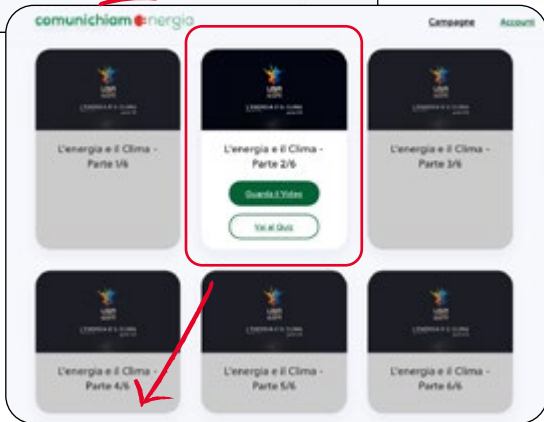 comunichiamenergia
Campagne
Account
L'energia e il Clima -
Parte 1/6
L'energia e il Clima -
Parte 2/6
Guarda il Video
Vai al Quiz
L'energia e il Clima -
Parte 3/6
L'energia e il Clima -
Parte 4/6
L'energia e il Clima -
Parte 5/6
L'energia e il Clima -
Parte 6/6